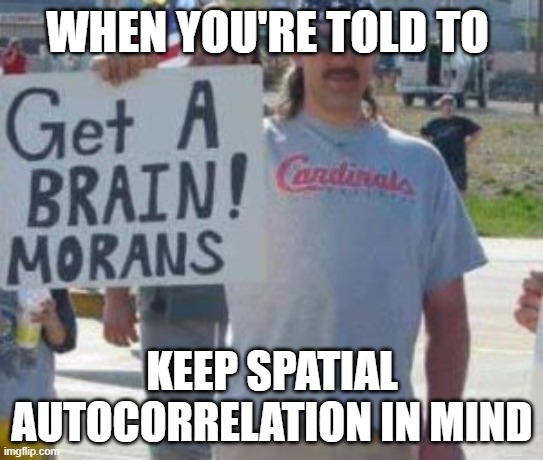 WHEN YOU'RE TOLD TO
Get A
BRAIN!
MORANS
Cardinals
KEEP SPATIAL
AUTOCORRELATION IN MIND
imgflip.com